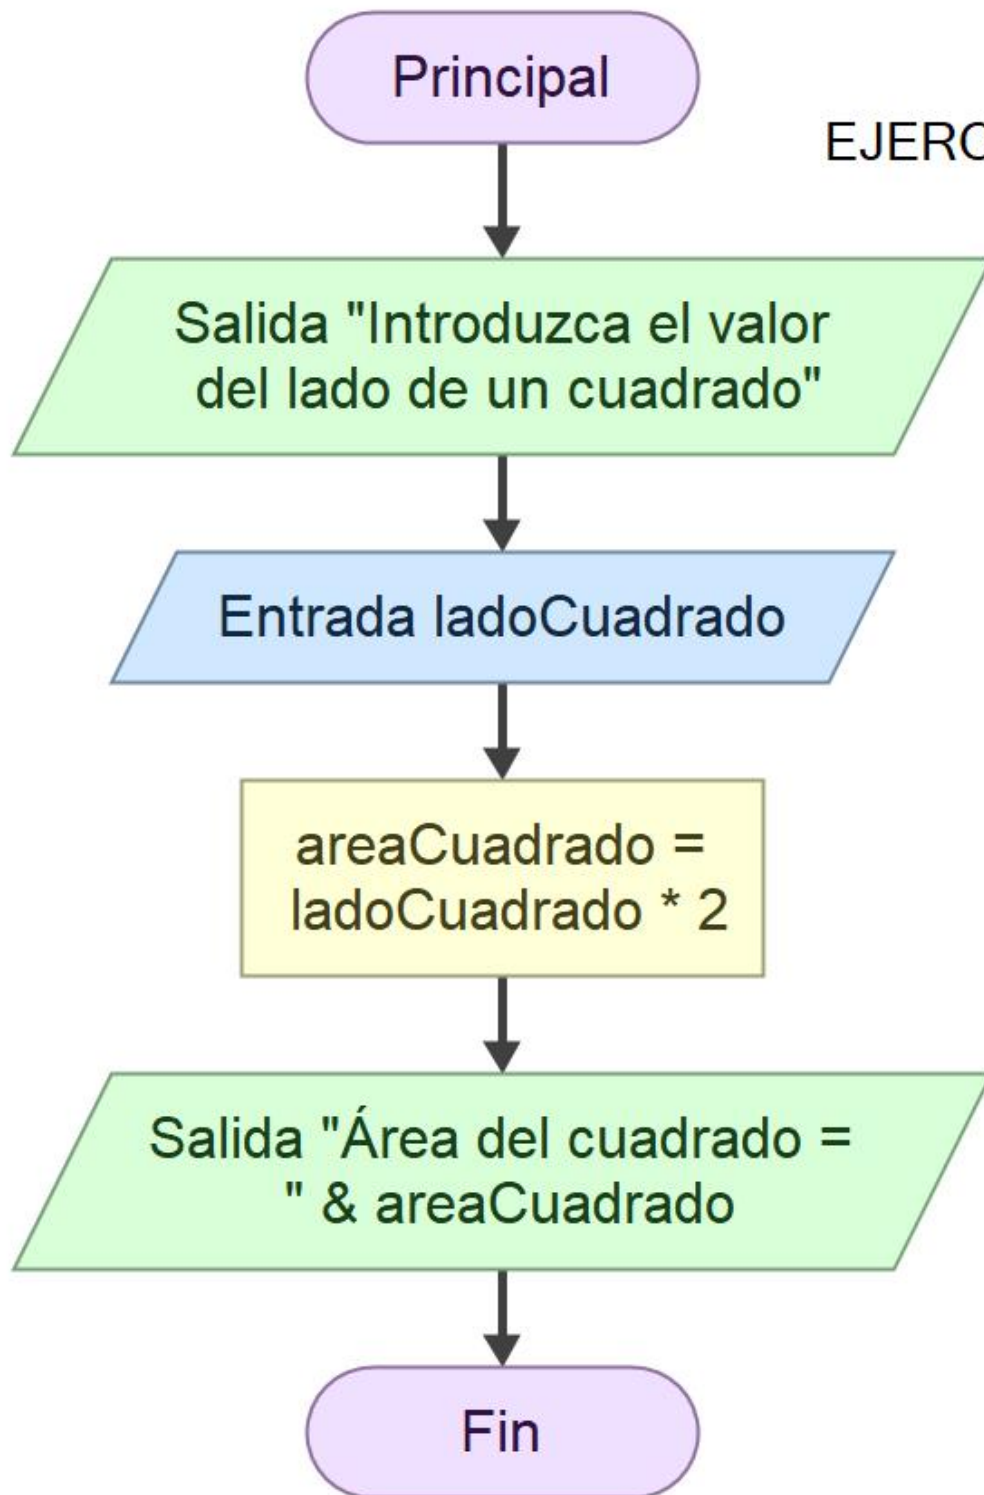 Principal
EJERC
Salida "Introduzca el valor
del lado de un cuadrado"
Entrada ladoCuadrado
areaCuadrado =
ladoCuadrado * 2
Salida "Área del cuadrado =
" & areaCuadrado
Fin